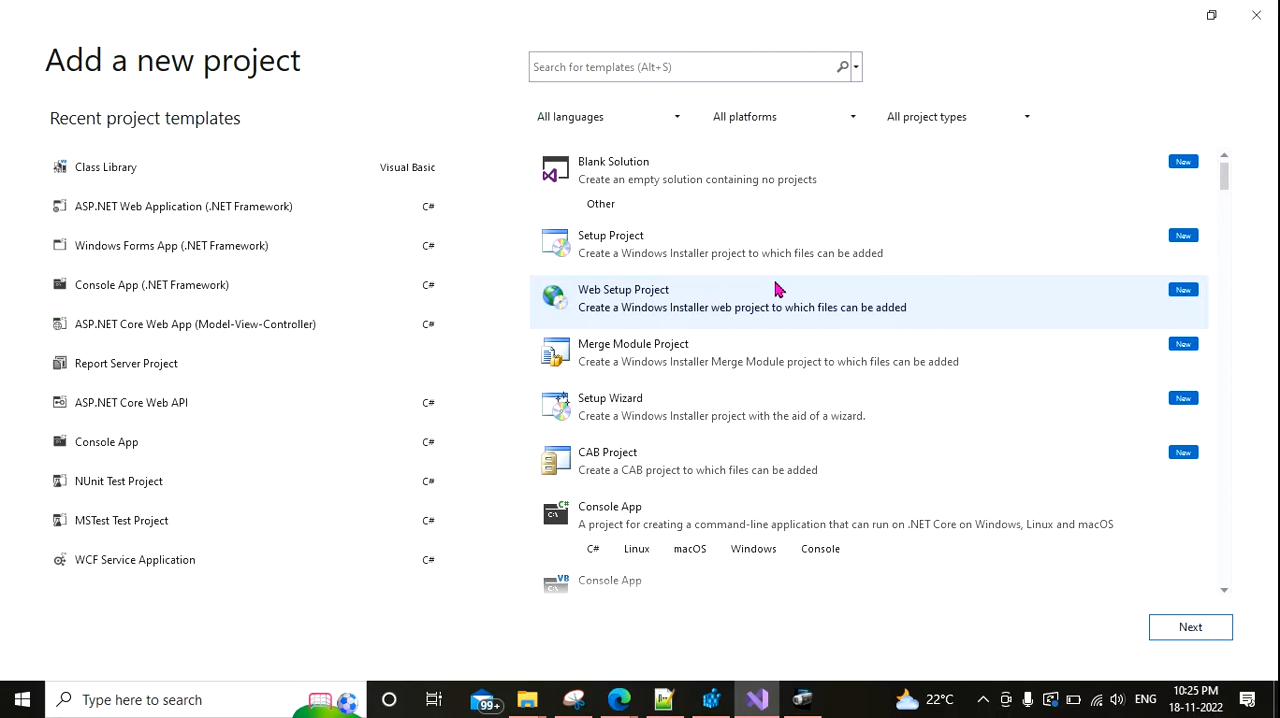 Add a new project
Search for templates (Alt+S)
Recent project templates
All languages
All platforms
All project types
Class Library Visual Basic
ASP.NET Web Application (.NET Framework) C#
Windows Forms App (.NET Framework) C#
Console App (.NET Framework) C#
ASP.NET Core Web App (Model-View-Controller) C#
Report Server Project
ASP.NET Core Web API C#
Console App C#
NUnit Test Project C#
MSTest Test Project C#
WCF Service Application C#
Blank Solution New
Create an empty solution containing no projects
Other
Setup Project New
Create a Windows Installer project to which files can be added
Web Setup Project New
Create a Windows Installer web project to which files can be added
Merge Module Project New
Create a Windows Installer Merge Module project to which files can be added
Setup Wizard New
Create a Windows Installer project with the aid of a wizard.
CAB Project New
Create a CAB project to which files can be added
C#
C:\
Console App
A project for creating a command-line application that can run on .NET Core on Windows, Linux and macOS
C# Linux macOS Windows Console
VB
Console App
Next
Type here to search
99+
22°C
ENG
10:25 PM
18-11-2022